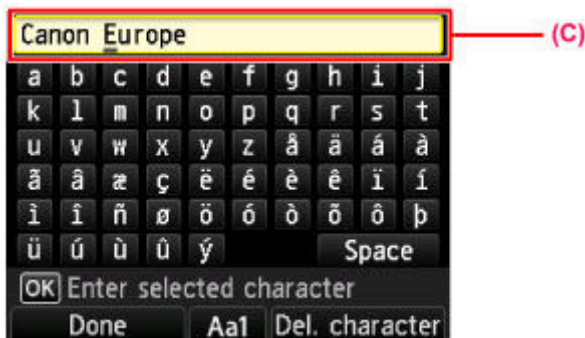 Canon Europe
(C)
a b c d e f g h i j
k l m n o p q r s t
u v w x y z å ä á à
ã â æ ç ë é è ê ï í
ì î ñ ø ö ó ò õ ô þ
ü ú ù û ý Space
OK Enter selected character
Done Aa1 Del. character